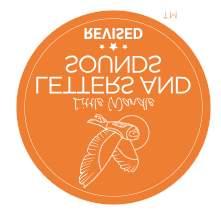 Little Wandle
LETTERS AND
SOUNDS
REVISED
TM